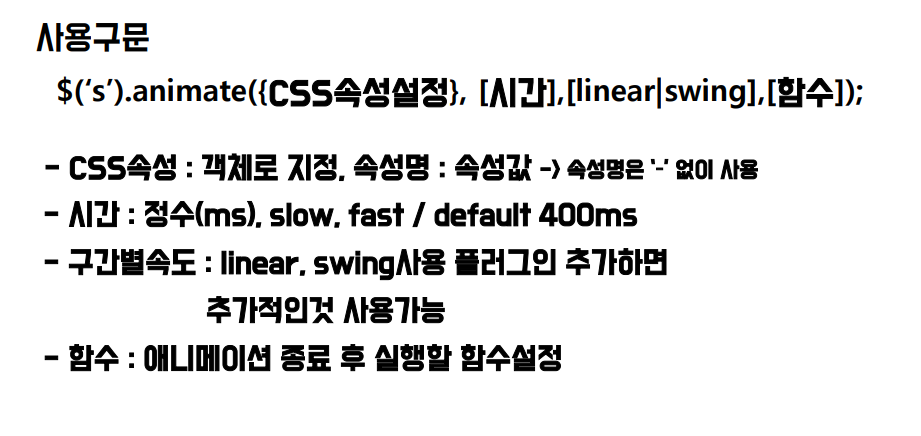 사용구문
$(‘s’).animate({CSS속성설정}, [시간],[linear|swing],[함수]);
- CSS속성 : 객체로 지정, 속성명 : 속성값 -> 속성명은 ‘-’ 없이 사용
- 시간 : 정수(ms), slow, fast / default 400ms
- 구간별속도 : linear, swing사용 플러그인 추가하면
추가적인것 사용가능
- 함수 : 애니메이션 종료 후 실행할 함수설정